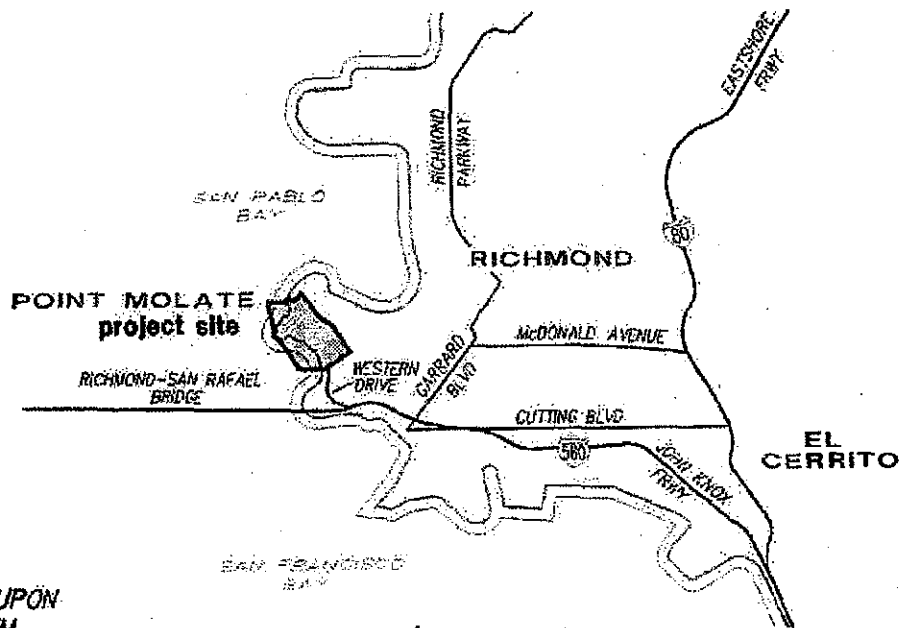 EASTSHORE
FRWY
RICHMOND
PARKWAY
SAN PABLO
BAY
80
RICHMOND
POINT MOLATE
project site
McDONALD AVENUE
GARRARD
BLVD
WESTERN
DRIVE
RICHMOND-SAN RAFAEL
BRIDGE
CUTTING BLVD.
EL
CERRITO
580
JOHN KNOX
FRWY
SAN FRANCISCO
BAY
UPON